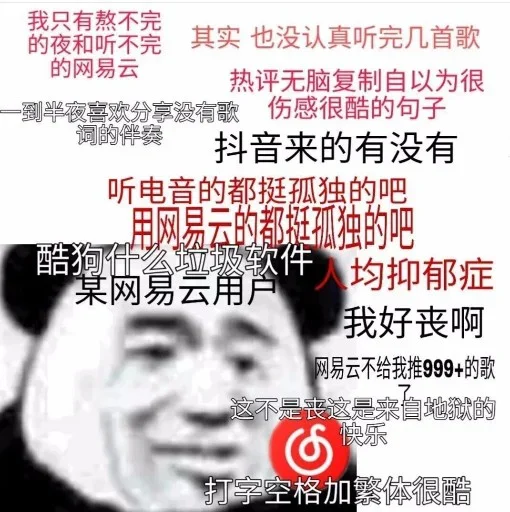 我只有熬不完
的夜和听不完
的网易云
其实 也没认真听完几首歌
热评无脑复制自以为很
伤感很酷的句子
一到半夜喜欢分享没有歌
词的伴奏
抖音来的有没有
听电音的都挺孤独的吧
用网易云的都挺孤独的吧
酷狗什么垃圾软件
人均抑郁症
某网易云用户
我好丧啊
网易云不给我推999+的歌
了
这不是丧这是来自地狱的
快乐
打字空格加繁体很酷